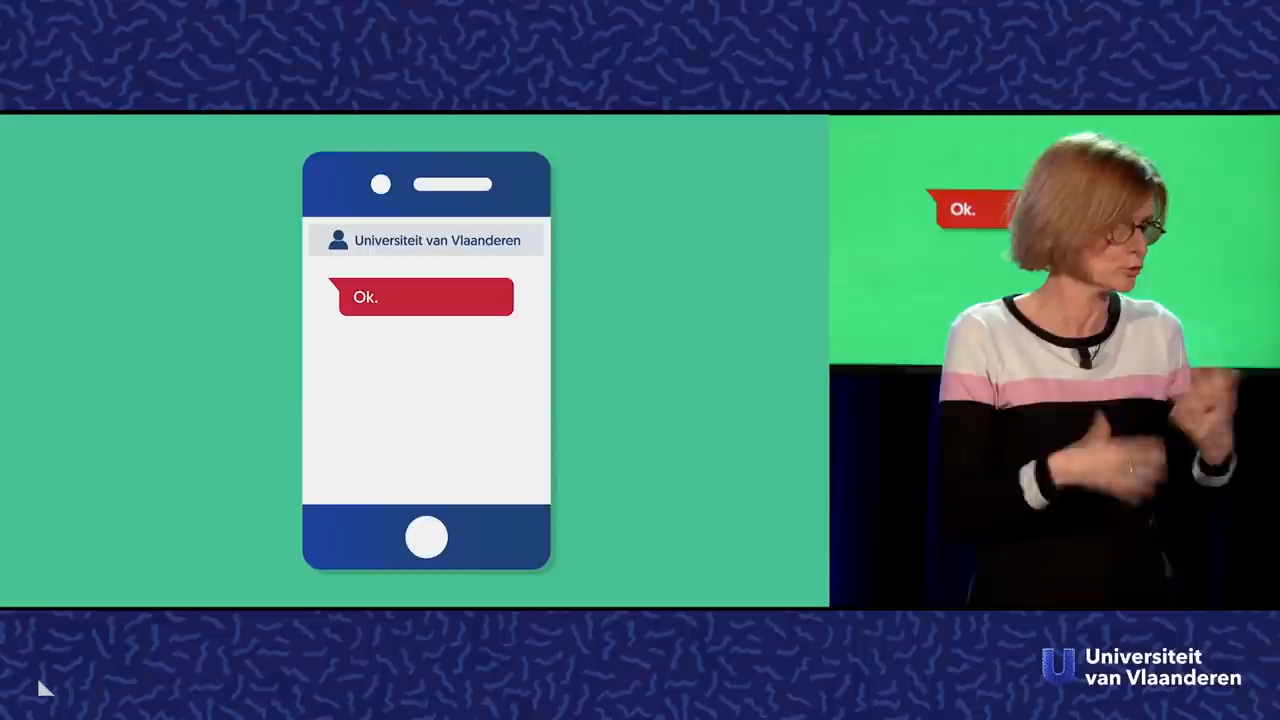 Universiteit van Vlaanderen
Ok.
Ok.
Universiteit
van Vlaanderen